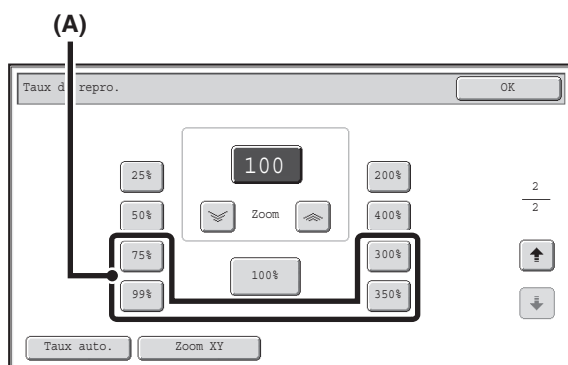 (A)
Taux d repro.
OK
100
25%
200%
2
2
50%
Zoom
400%
75%
300%
100%
99%
350%
Taux auto.
Zoom XY